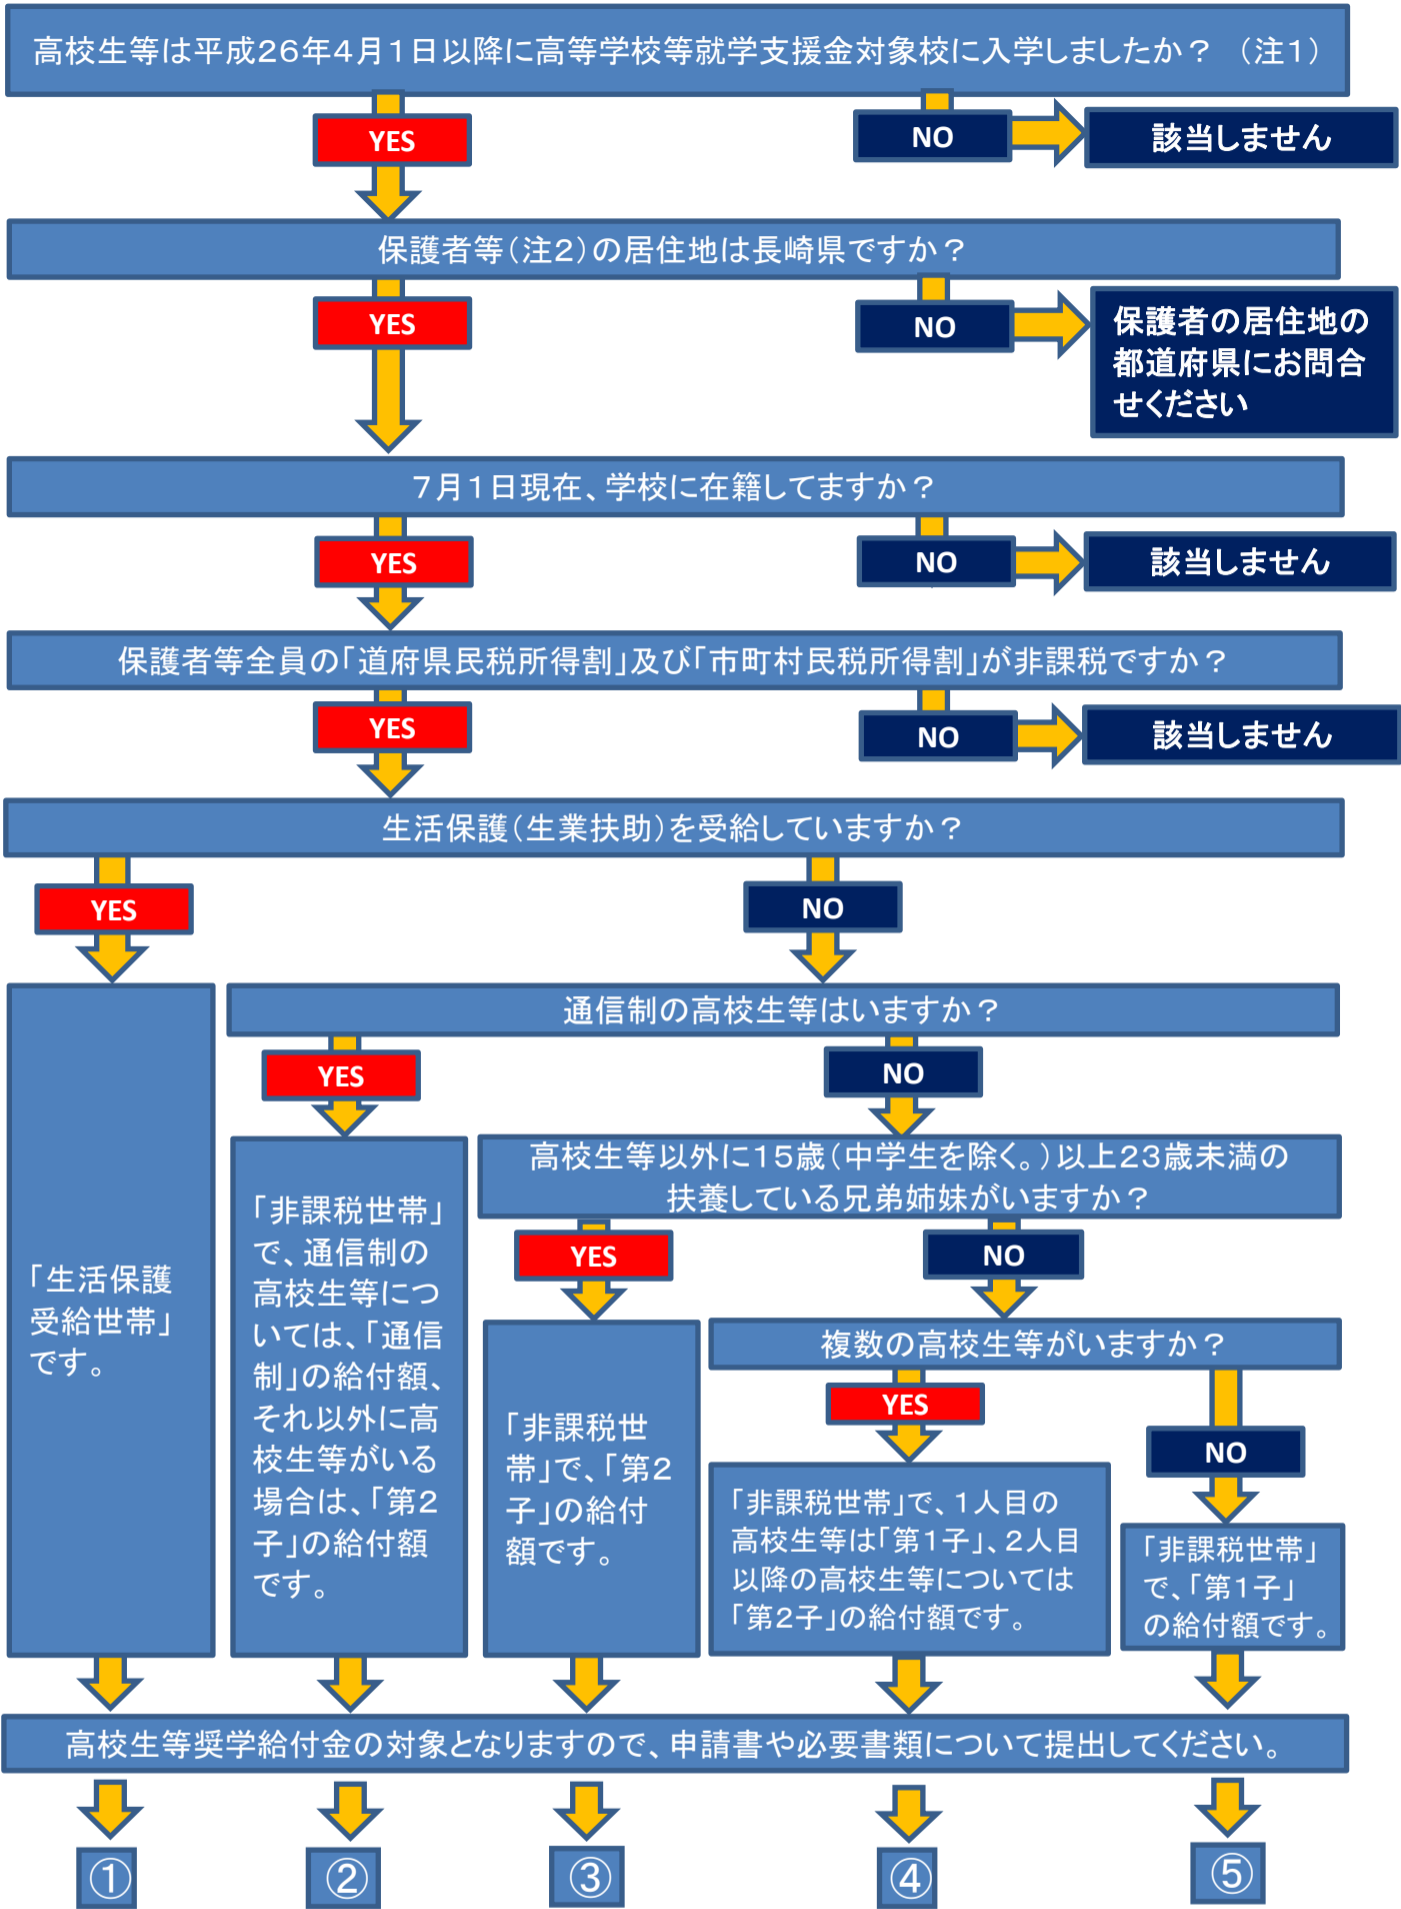 高校生等は平成26年4月1日以降に高等学校等就学支援金対象校に入学しましたか？（注1）
YES
NO
該当しません
保護者等（注2）の居住地は長崎県ですか？
YES
NO
保護者の居住地の
都道府県にお問合
せください
7月1日現在、学校に在籍してますか？
YES
NO
該当しません
保護者等全員の「道府県民税所得割」及び「市町村民税所得割」が非課税ですか？
YES
NO
該当しません
生活保護（生業扶助）を受給していますか？
YES
NO
「生活保護
受給世帯」
です。
通信制の高校生等はいますか？
YES
NO
「非課税世帯」
で、通信制の
高校生等につ
いては、「通信
制」の給付額、
それ以外に高
校生等がいる
場合は、「第2
子」の給付額
です。
高校生等以外に15歳（中学生を除く。）以上23歳未満の
扶養している兄弟姉妹がいますか？
YES
NO
「非課税世
帯」で、「第2
子」の給付
額です。
複数の高校生等がいますか？
YES
NO
「非課税世帯」で、1人目の
高校生等は「第1子」、2人目
以降の高校生等については
「第2子」の給付額です。
「非課税世帯」
で、「第1子」
の給付額です。
高校生等奨学給付金の対象となりますので、申請書や必要書類について提出してください。
①
②
③
④
⑤